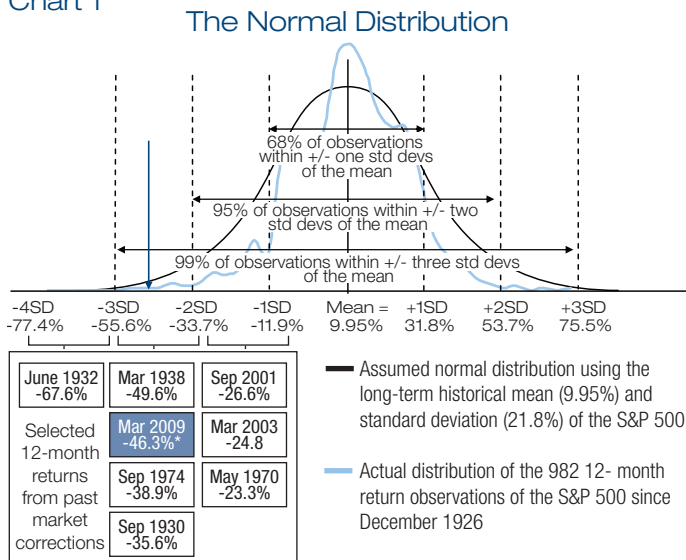 Chart 1
The Normal Distribution
68% of observations
within +/- one std devs
of the mean
95% of observations within +/- two
std devs of the mean
99% of observations within +/- three std devs
of the mean
-4SD -3SD -2SD -1SD Mean = +1SD +2SD +3SD
-77.4% -55.6% -33.7% -11.9% 9.95% 31.8% 53.7% 75.5%
June 1932
-67.6%
Selected
12-month
returns
from past
market
corrections
Mar 1938
-49.6%
Mar 2009
-46.3%*
Sep 1974
-38.9%
Sep 1930
-35.6%
Sep 2001
-26.6%
Mar 2003
-24.8
May 1970
-23.3%
Assumed normal distribution using the
long-term historical mean (9.95%) and
standard deviation (21.8%) of the S&P 500
Actual distribution of the 982 12- month
return observations of the S&P 500 since
December 1926